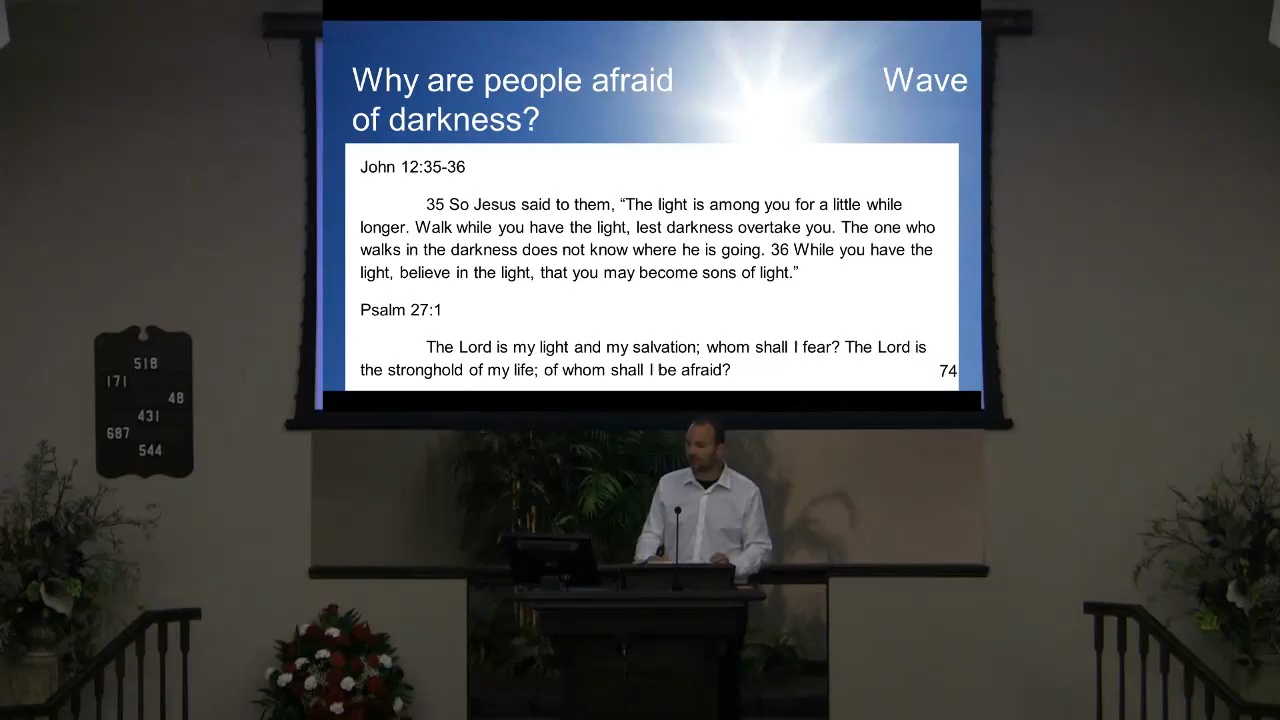 Why are people afraid
of darkness?
Wave
John 12:35-36
35 So Jesus said to them, “The light is among you for a little while
longer. Walk while you have the light, lest darkness overtake you. The one who
walks in the darkness does not know where he is going. 36 While you have the
light, believe in the light, that you may become sons of light.”
Psalm 27:1
The Lord is my light and my salvation; whom shall I fear? The Lord is
the stronghold of my life; of whom shall I be afraid?
74
518
171
48
431
687
544